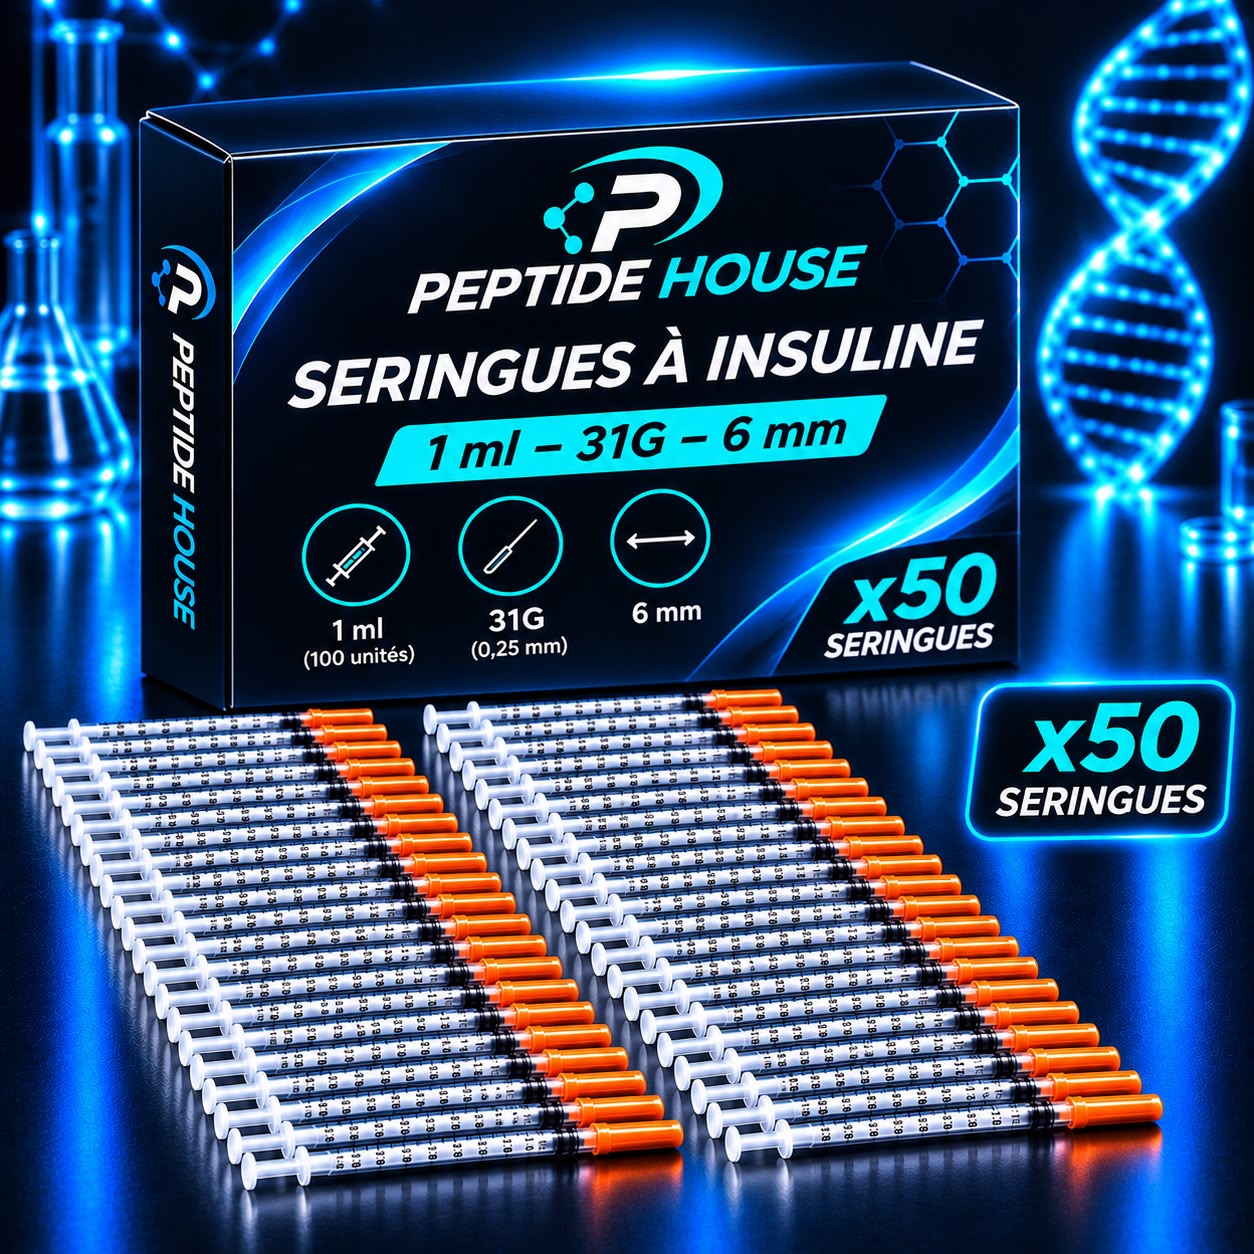 P
PEPTIDE HOUSE
SERINGUES À INSULINE
1 ml – 31G – 6 mm
1 ml
(100 unités)
31G
(0,25 mm)
6 mm
x50
SERINGUES
P PEPTIDE HOUSE
x50
SERINGUES